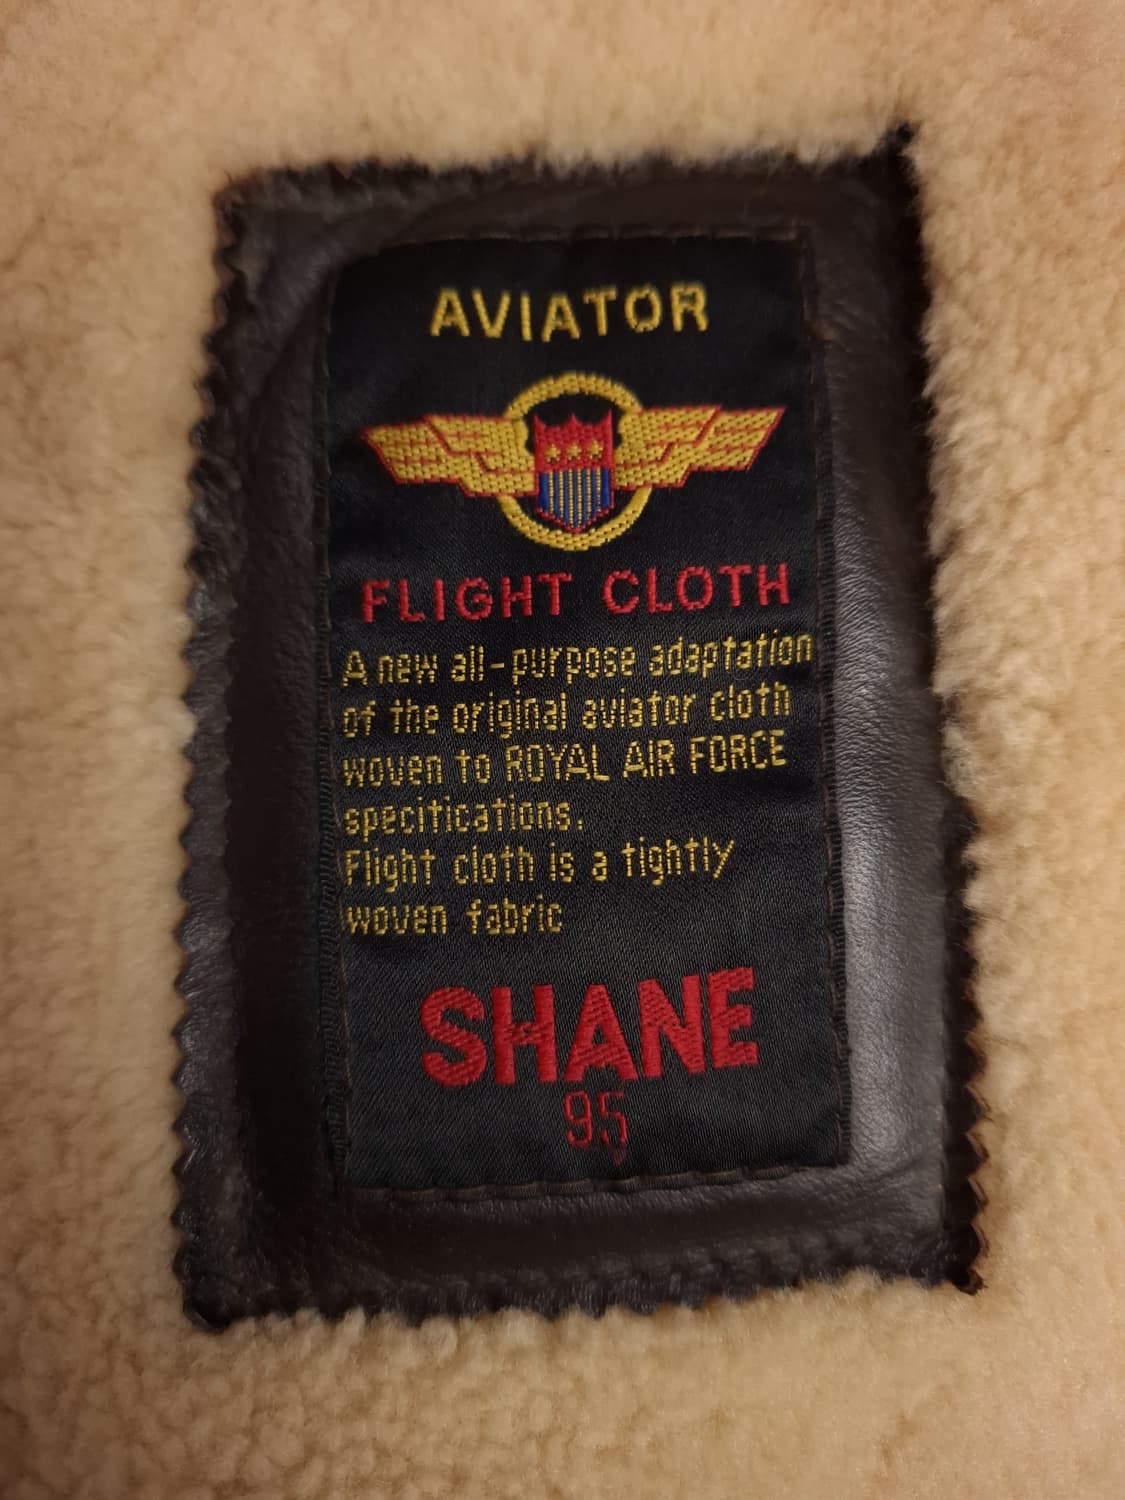 AVIATOR
FLIGHT CLOTH
A new all-purpose adaptation
of the original aviator cloth
woven to ROYAL AIR FORCE
specifications.
Flight cloth is a tightly
woven fabric
SHANE
95